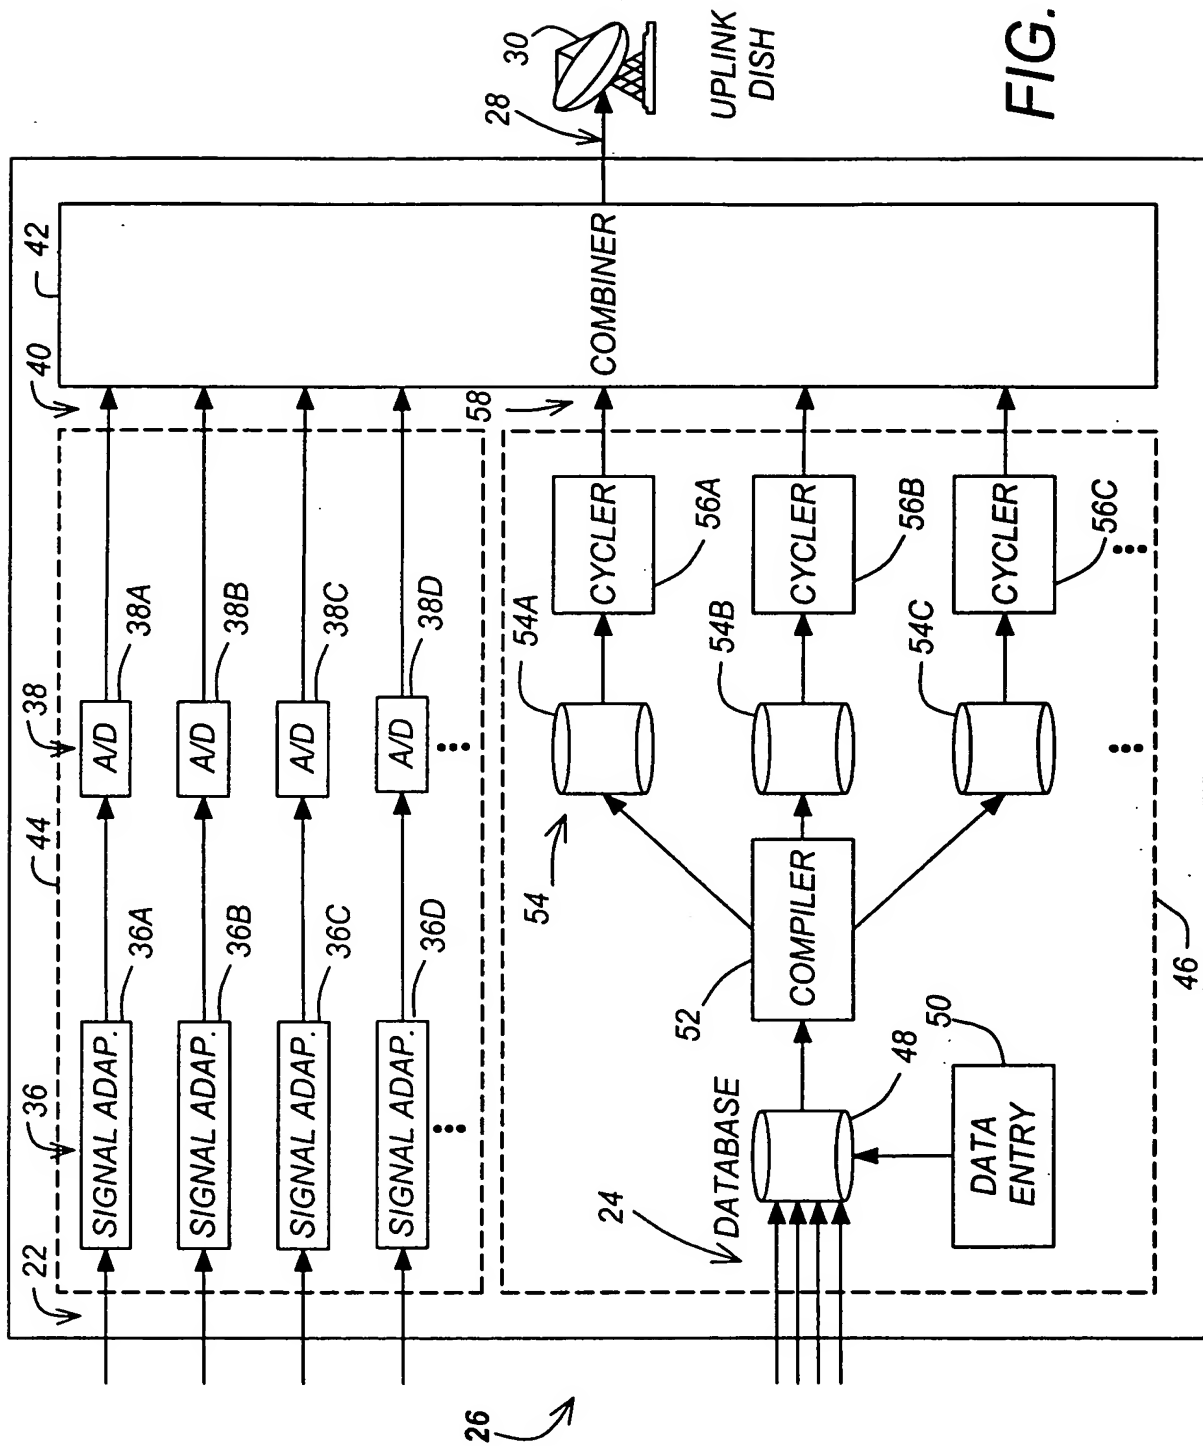 26
22
36
SIGNAL ADAP.
36A
SIGNAL ADAP.
36B
SIGNAL ADAP.
36C
SIGNAL ADAP.
36D
44
38
A/D
38A
A/D
38B
A/D
38C
A/D
38D
40
42
COMBINER
28
30
UPLINK
DISH
24
DATABASE
48
DATA
ENTRY
50
52
COMPILER
54
54A
54B
54C
CYCLER
56A
CYCLER
56B
CYCLER
56C
58
46
FIG.